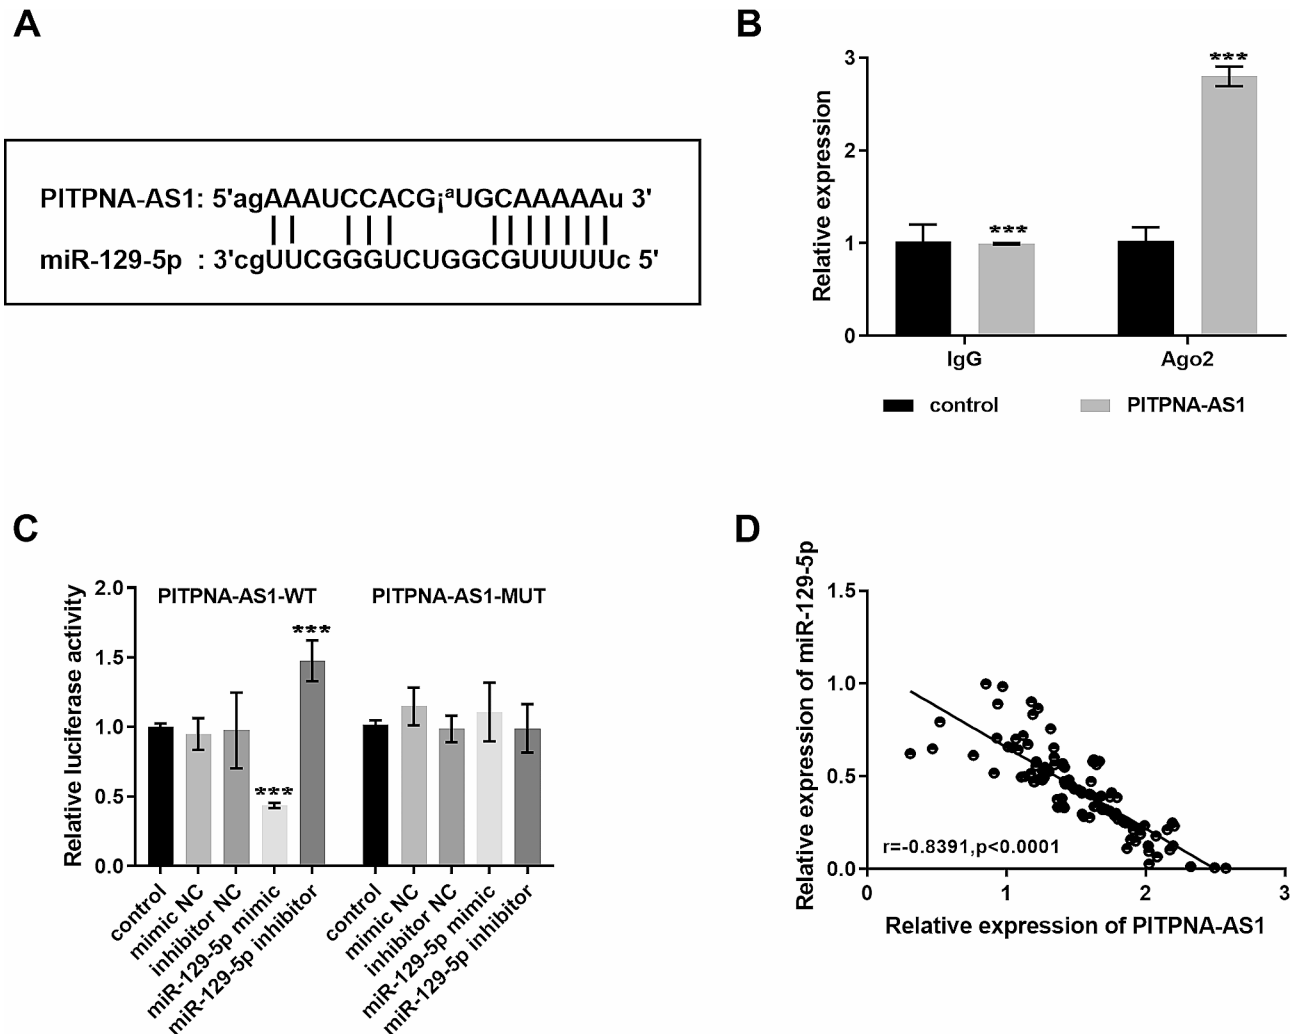 A
PITPNA-AS1: 5'agAAAUCCACG¡ªUGCAAAAAu 3'
miR-129-5p : 3'cgUUCGGGUCUGGCGUUUUUc 5'
B
Relative expression
3
2
1
0
***
***
IgG
Ago2
control
PITPNA-AS1
C
Relative luciferase activity
2.0
1.5
1.0
0.5
0.0
PITPNA-AS1-WT
PITPNA-AS1-MUT
***
***
control
mimic NC
inhibitor NC
miR-129-5p mimic
miR-129-5p inhibitor
control
mimic NC
inhibitor NC
miR-129-5p mimic
miR-129-5p inhibitor
D
Relative expression of miR-129-5p
1.5
1.0
0.5
0.0
r=-0.8391,p<0.0001
0
1
2
3
Relative expression of PITPNA-AS1